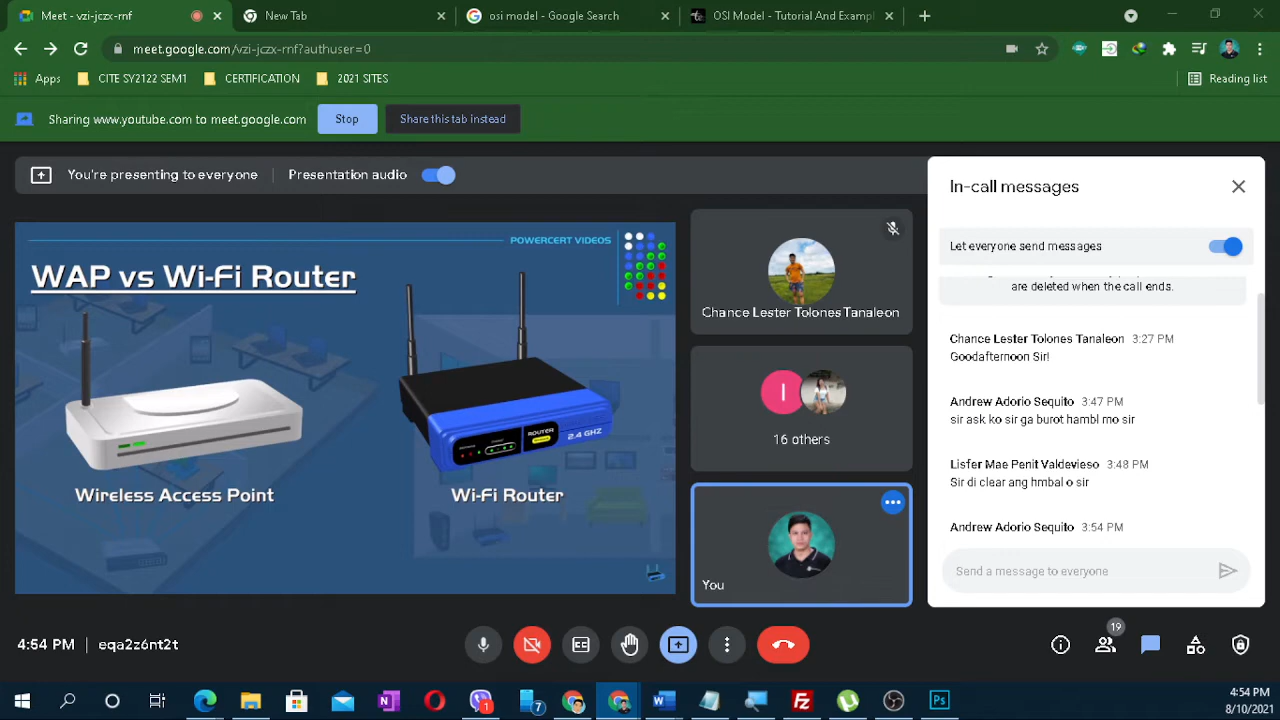 Meet - vzi-jczx-rnf
New Tab
osi model - Google Search
OSI Model - Tutorial And Exampl
meet.google.com/vzi-jczx-rnf?authuser=0
Apps
CITE SY2122 SEM1
CERTIFICATION
2021 SITES
Reading list
Sharing www.youtube.com to meet.google.com
Stop
Share this tab instead
You're presenting to everyone
Presentation audio
POWERCERT VIDEOS
WAP vs Wi-Fi Router
ROUTER
2.4 GHZ
Wireless Access Point
Wi-Fi Router
Chance Lester Tolones Tanaleon
I
16 others
You
In-call messages
Let everyone send messages
are deleted when the call ends.
Chance Lester Tolones Tanaleon 3:27 PM
Goodafternoon Sir!
Andrew Adorio Sequito 3:47 PM
sir ask ko sir ga burot hambl mo sir
Lisfer Mae Penit Valdevieso 3:48 PM
Sir di clear ang hmbal o sir
Andrew Adorio Sequito 3:54 PM
Send a message to everyone
4:54 PM | eqa2z6nt2t
19
1
7
4:54 PM
8/10/2021